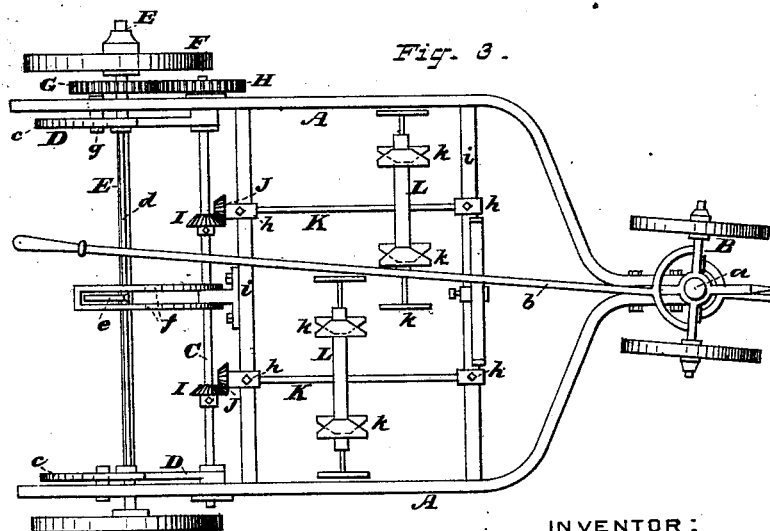 E
F
Fig. 3.
G
H
A
c
D
g
i
k
B
E
d
L
J
h
h
I
K
k
a
e
f
i
k
b
k
C
L
h
k
I
J
K
k
c
D
A
INVENTOR: